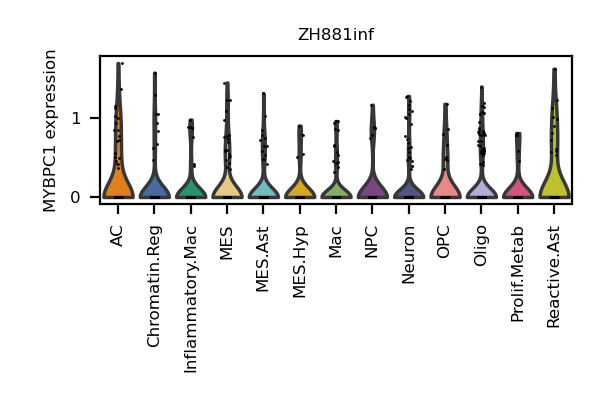 ZH881inf
MYBPC1 expression
1
0
AC
Chromatin.Reg
Inflammatory.Mac
MES
MES.Ast
MES.Hyp
Mac
NPC
Neuron
OPC
Oligo
Prolif.Metab
Reactive.Ast